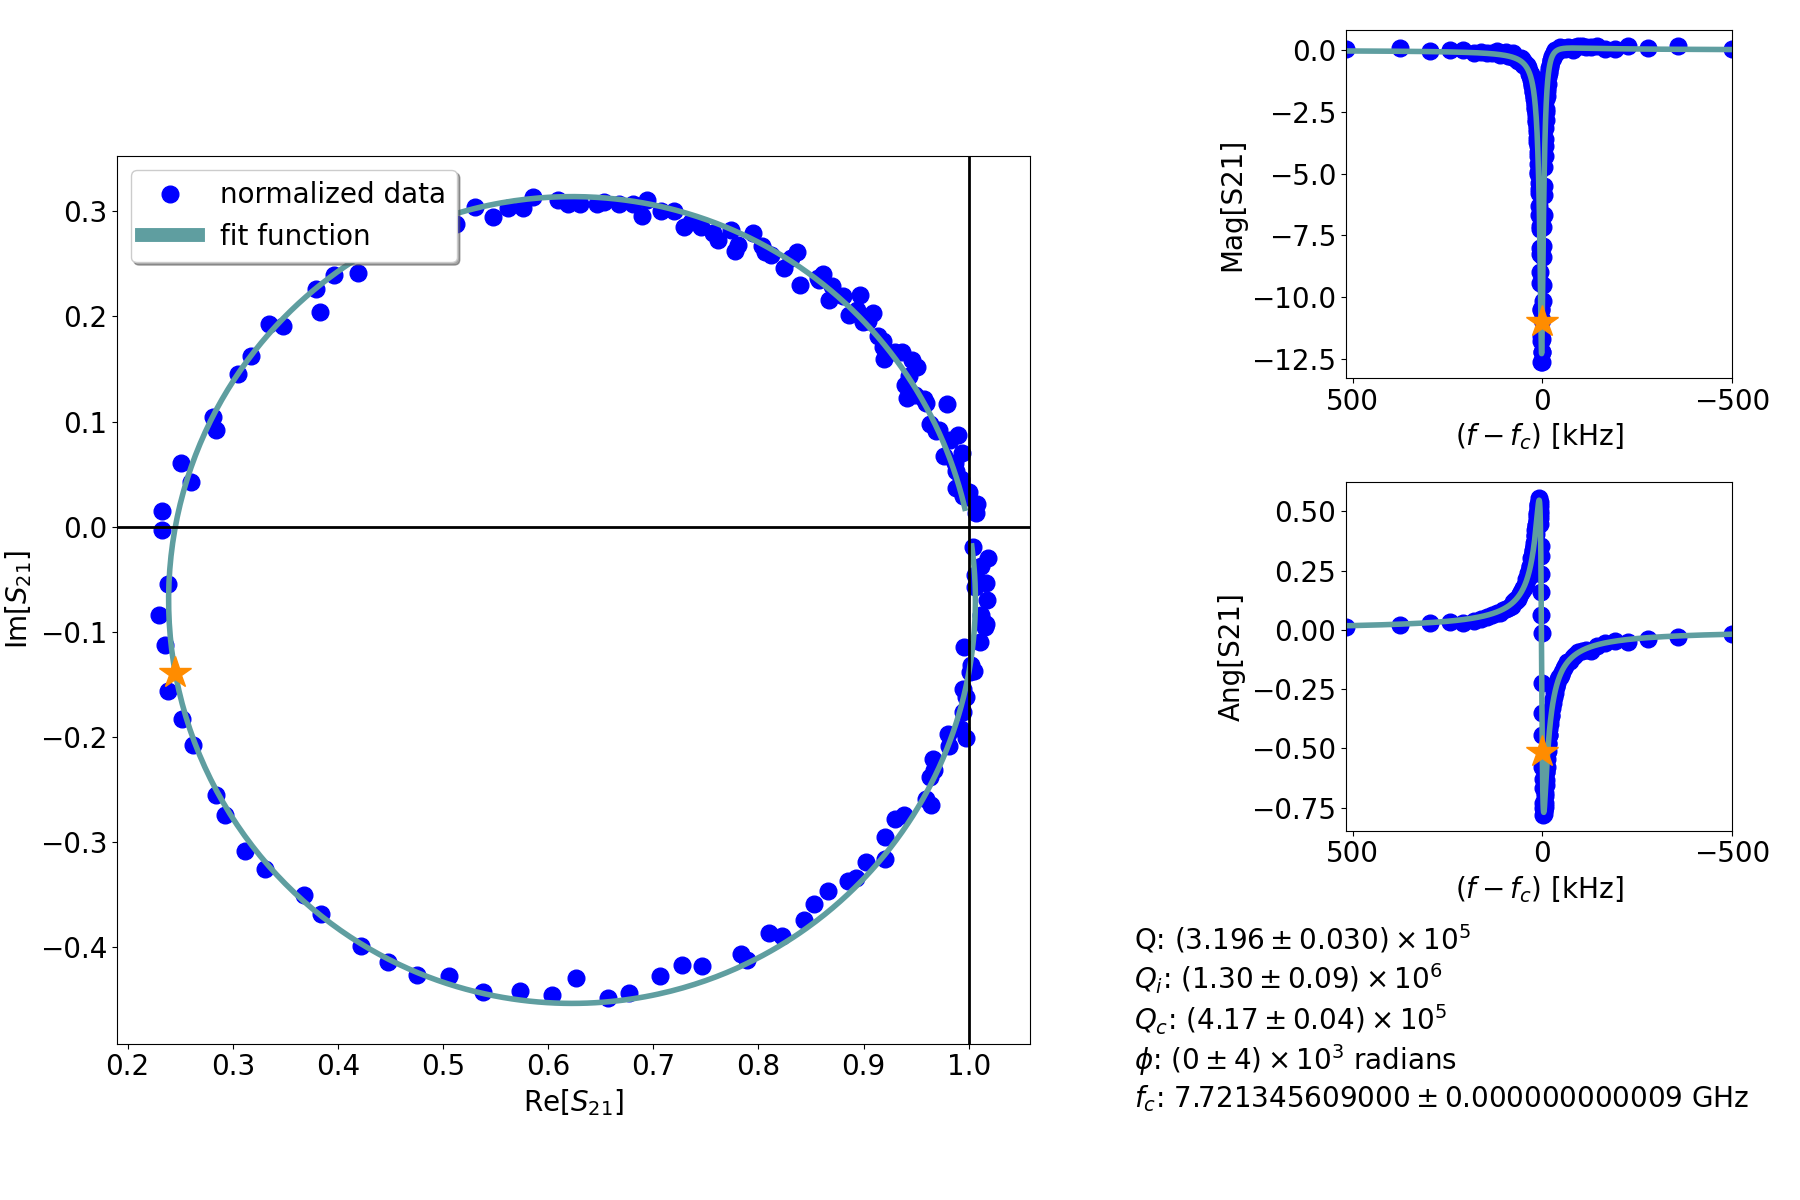 normalized data
fit function
0.3
0.2
0.1
0.0
−0.1
−0.2
−0.3
−0.4
Im[S21]
0.2 0.3 0.4 0.5 0.6 0.7 0.8 0.9 1.0
Re[S21]
0.0
−2.5
−5.0
−7.5
−10.0
−12.5
Mag[S21]
500 0 −500
(f − fc) [kHz]
0.50
0.25
0.00
−0.25
−0.50
−0.75
Ang[S21]
500 0 −500
(f − fc) [kHz]
Q: (3.196 ± 0.030) × 10^5
Qi: (1.30 ± 0.09) × 10^6
Qc: (4.17 ± 0.04) × 10^5
ϕ: (0 ± 4) × 10^3 radians
fc: 7.721345609000 ± 0.000000000009 GHz